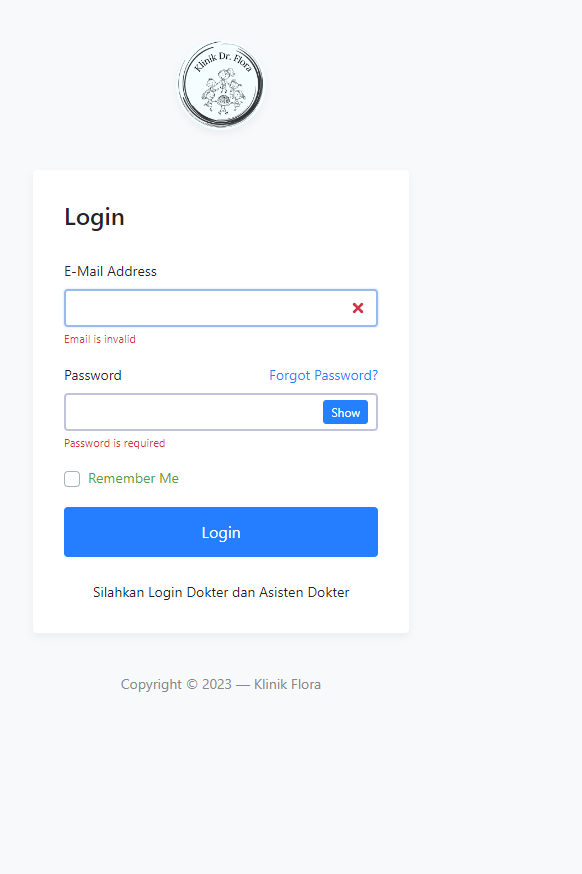 Klinik Dr. Flora
Login
E-Mail Address
Email is invalid
Password Forgot Password?
Show
Password is required
Remember Me
Login
Silahkan Login Dokter dan Asisten Dokter
Copyright © 2023 — Klinik Flora